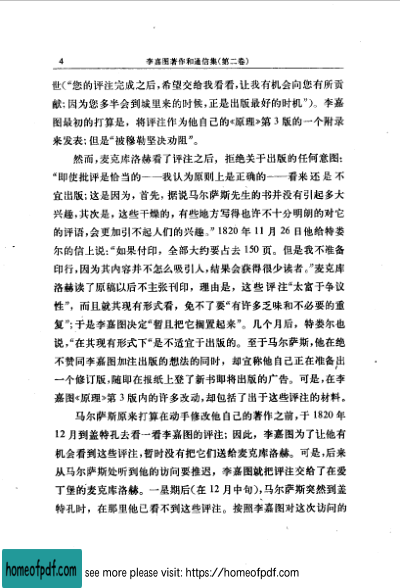 4 李嘉图著作和通信集(第二卷)
世(“您的评注完成之后,希望交给我看看,让我有机会向您有所贡
献;因为您多半会到城里来的时候,正是出版最好的时机”)。李嘉
图最初的打算是,将评注作为他自己的《原理》第3版的一个附录
来发表;但是“被穆勒坚决劝阻”。
然而,麦克库洛赫看了评注之后,拒绝关于出版的任何意图:
“即使批评是恰当的——我认为原则上是正确的——看来还是不
宜出版;这是因为,首先,据说马尔萨斯先生的书并没有引起多大
兴趣,其次是,这些干燥的,有些地方写得也许不十分明朗的对它
的评语,会更加引不起人们的兴趣。”1820年11月26日他给特娄
尔的信上说:“如果付印,全部大约要占去150页。但是我不准备
印行,因为其内容并不怎么吸引人,结果会获得很少读者。”麦克库
洛赫读了原稿以后不主张刊印,理由是,这些评注“太富于争议
性”,而且就其现有形式看,免不了要“有许多乏味和不必要的重
复”;于是李嘉图决定“暂且把它搁置起来”。几个月后,特娄尔也
说,“在其现有形式下”是不适宜于出版的。至于马尔萨斯,他在绝
不赞同李嘉图加注出版的想法的同时,却宣称他自己正在准备出
一个修订版,随即在报纸上登了新书即将出版的广告。可是,在李
嘉图《原理》第3版内的许多改动,却包括了出于这些评注的材料。
马尔萨斯原来打算在动手修改他自己的著作之前,于1820年
12月到盖特孔去看一看李嘉图的评注;因此,李嘉图为了让他有
机会看到这些评注,暂时没有把它们送给麦克库洛赫。可是,后来
从马尔萨斯处听到他的访问要推迟,李嘉图就把评注交给了在爱
丁堡的麦克库洛赫。一星期后(在12月中旬),马尔萨斯突然到盖
特孔时,在那里他已看不到这些评注。按照李嘉图对这次访问的
homeofpdf.com see more please visit: https://homeofpdf.com